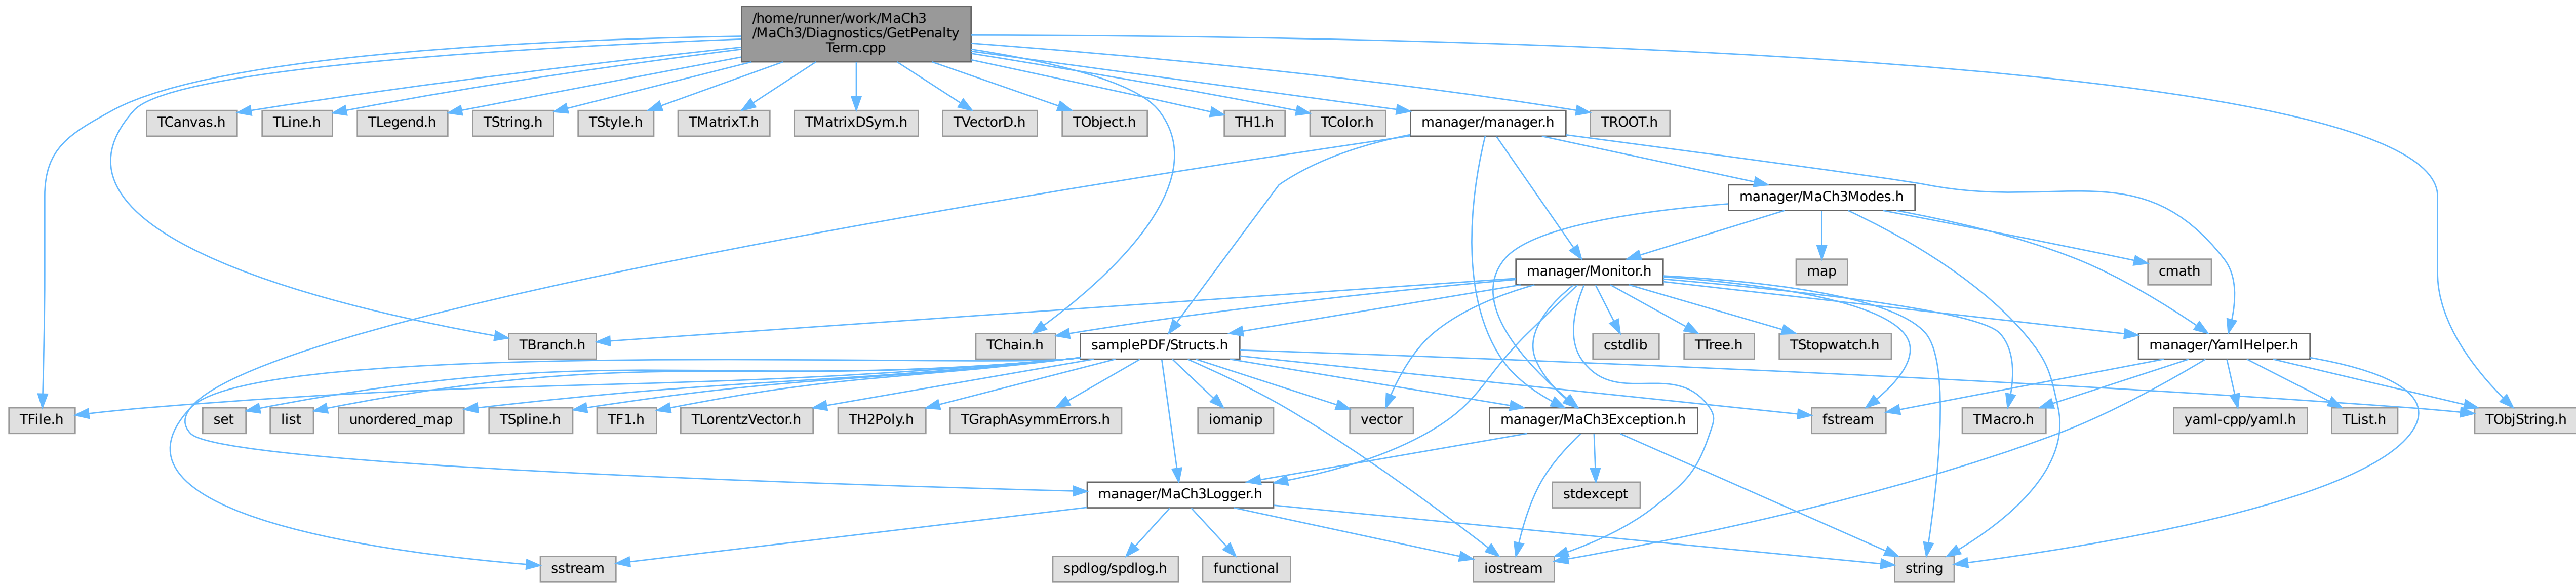 /home/runner/work/MaCh3
/MaCh3/Diagnostics/GetPenalty
Term.cpp
TCanvas.h
TLine.h
TLegend.h
TString.h
TStyle.h
TMatrixT.h
TMatrixDSym.h
TVectorD.h
TObject.h
TH1.h
TColor.h
manager/manager.h
TROOT.h
manager/MaCh3Modes.h
manager/Monitor.h
map
cmath
TBranch.h
TChain.h
samplePDF/Structs.h
cstdlib
TTree.h
TStopwatch.h
manager/YamlHelper.h
TFile.h
set
list
unordered_map
TSpline.h
TF1.h
TLorentzVector.h
TH2Poly.h
TGraphAsymmErrors.h
iomanip
vector
manager/MaCh3Exception.h
fstream
TMacro.h
yaml-cpp/yaml.h
TList.h
TObjString.h
manager/MaCh3Logger.h
stdexcept
sstream
spdlog/spdlog.h
functional
iostream
string